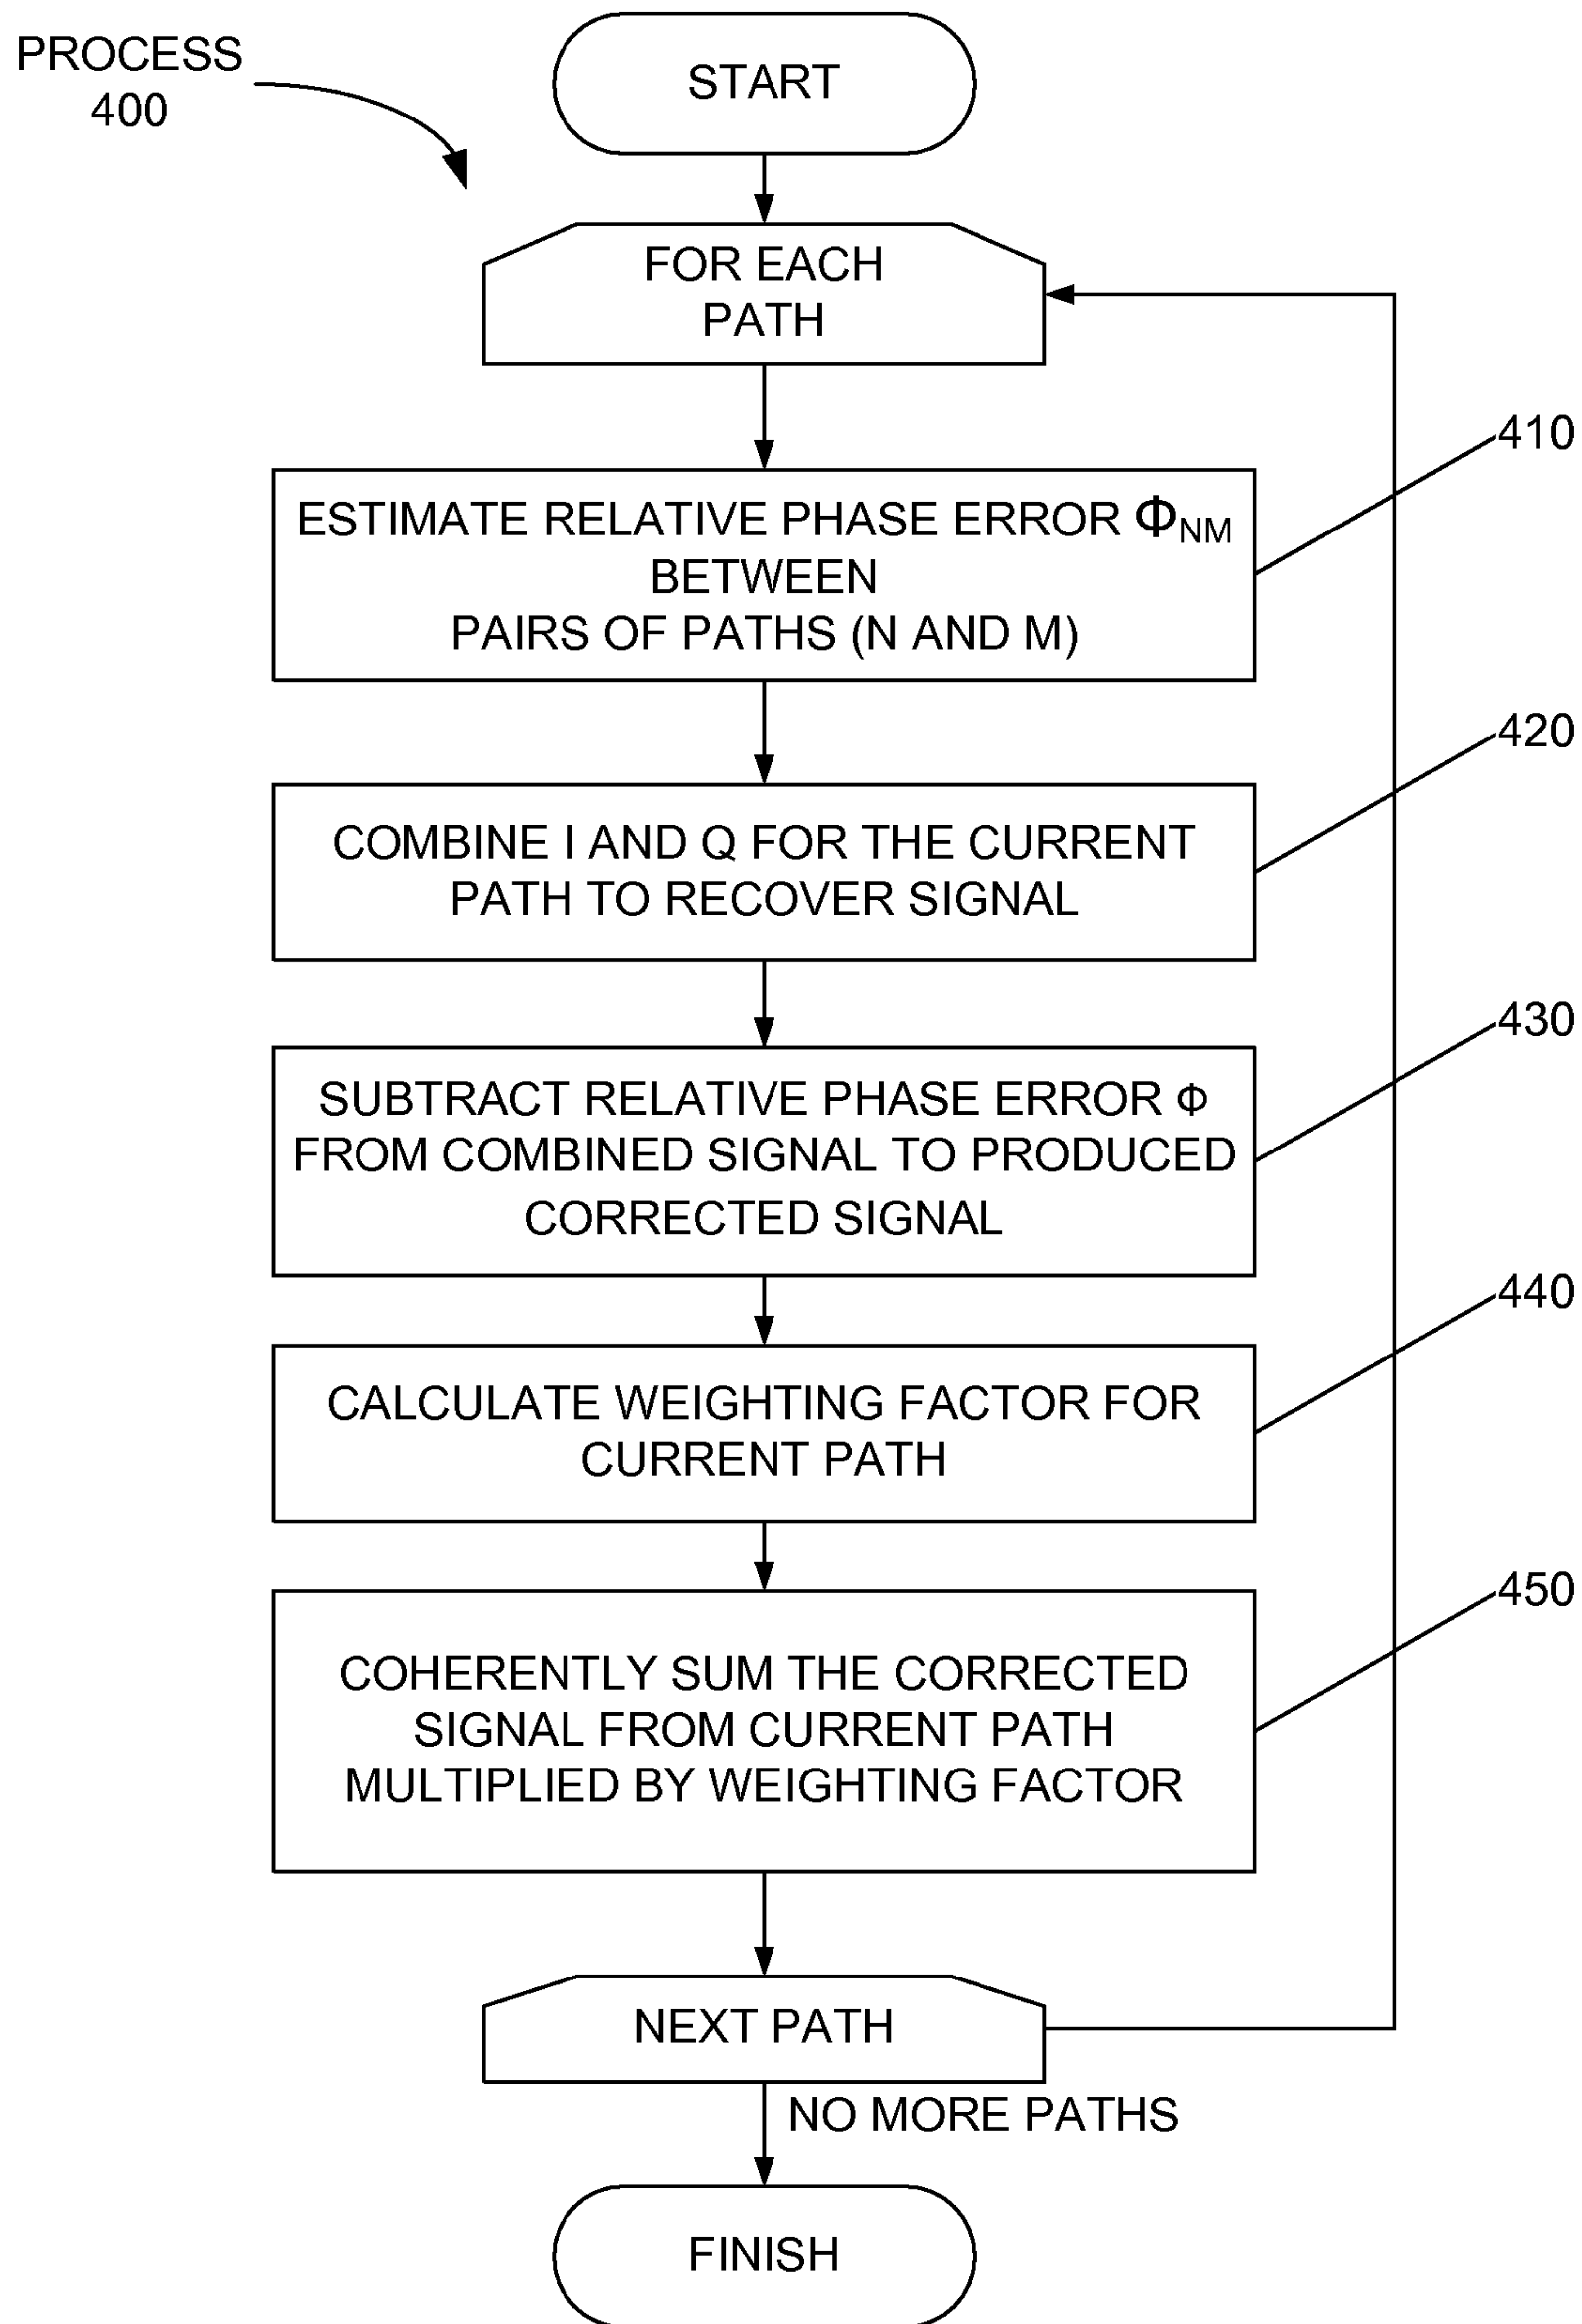 PROCESS
400
START
FOR EACH
PATH
410
ESTIMATE RELATIVE PHASE ERROR ΦNM
BETWEEN
PAIRS OF PATHS (N AND M)
420
COMBINE I AND Q FOR THE CURRENT
PATH TO RECOVER SIGNAL
430
SUBTRACT RELATIVE PHASE ERROR Φ
FROM COMBINED SIGNAL TO PRODUCED
CORRECTED SIGNAL
440
CALCULATE WEIGHTING FACTOR FOR
CURRENT PATH
450
COHERENTLY SUM THE CORRECTED
SIGNAL FROM CURRENT PATH
MULTIPLIED BY WEIGHTING FACTOR
NEXT PATH
NO MORE PATHS
FINISH